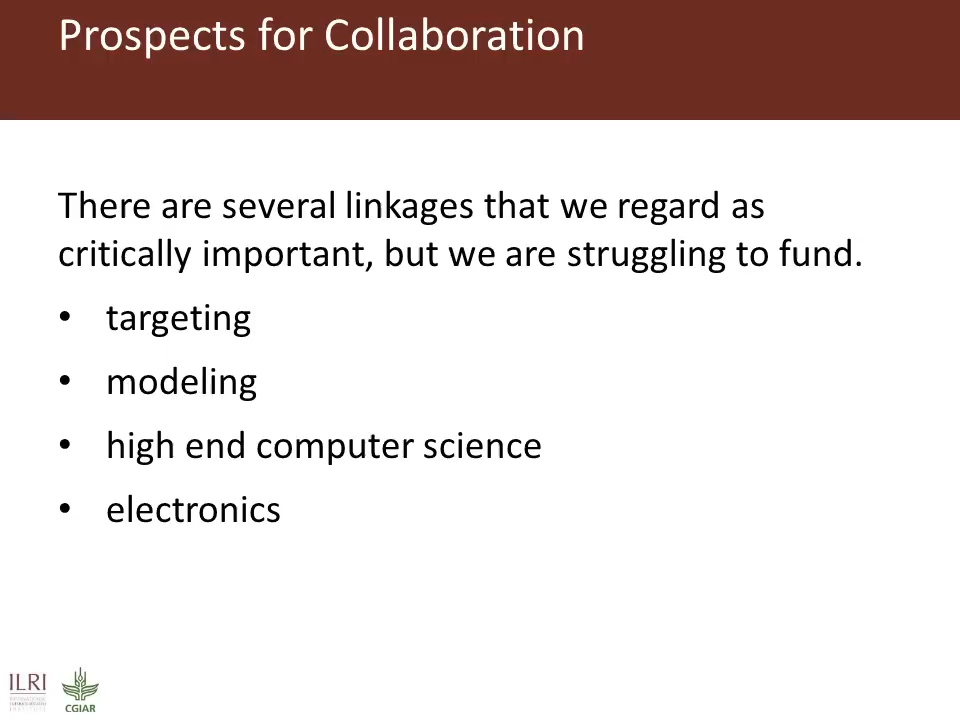 Prospects for Collaboration
There are several linkages that we regard as
critically important, but we are struggling to fund.
• targeting
• modeling
• high end computer science
• electronics
ILRI
CGIAR